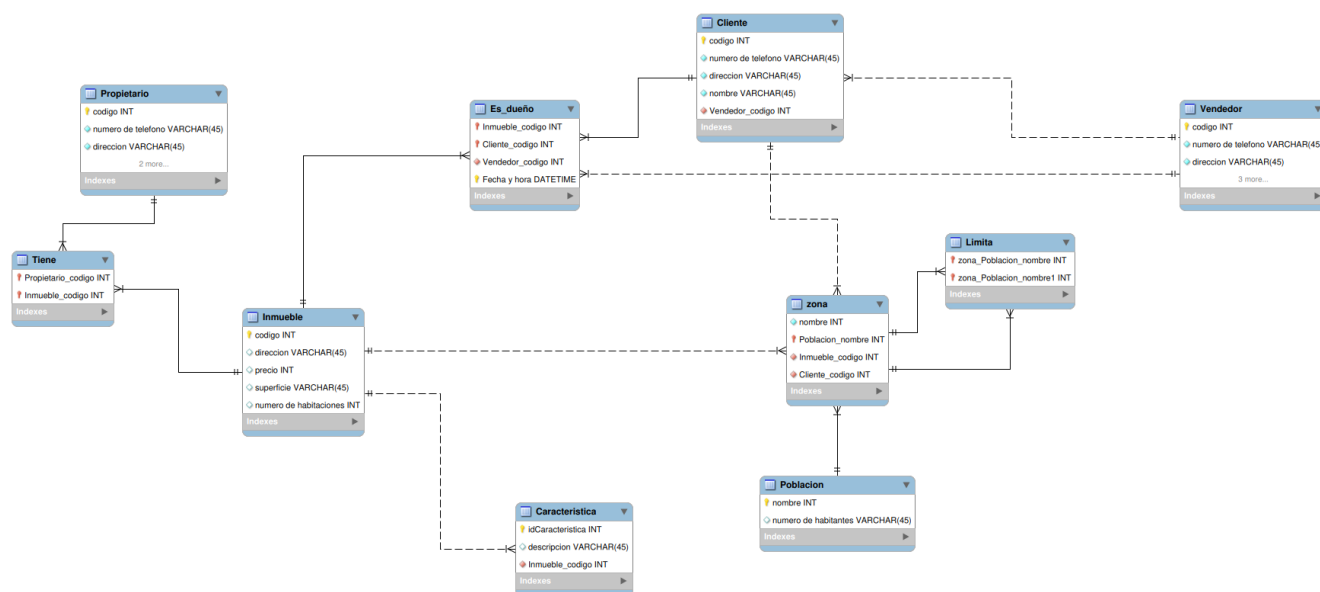 Cliente
codigo INT
numero de telefono VARCHAR(45)
direccion VARCHAR(45)
nombre VARCHAR(45)
Vendedor_codigo INT
Indexes
Propietario
codigo INT
numero de telefono VARCHAR(45)
direccion VARCHAR(45)
2 more...
Indexes
Es_dueño
Inmueble_codigo INT
Cliente_codigo INT
Vendedor_codigo INT
Fecha y hora DATETIME
Indexes
Vendedor
codigo INT
numero de telefono VARCHAR(45)
direccion VARCHAR(45)
3 more...
Indexes
Tiene
Propietario_codigo INT
Inmueble_codigo INT
Indexes
Limita
zona_Poblacion_nombre INT
zona_Poblacion_nombre1 INT
Indexes
Inmueble
codigo INT
direccion VARCHAR(45)
precio INT
superficie VARCHAR(45)
numero de habitaciones INT
Indexes
zona
nombre INT
Poblacion_nombre INT
Inmueble_codigo INT
Cliente_codigo INT
Indexes
Poblacion
nombre INT
numero de habitantes VARCHAR(45)
Indexes
Caracteristica
idCaracteristica INT
descripcion VARCHAR(45)
Inmueble_codigo INT
Indexes